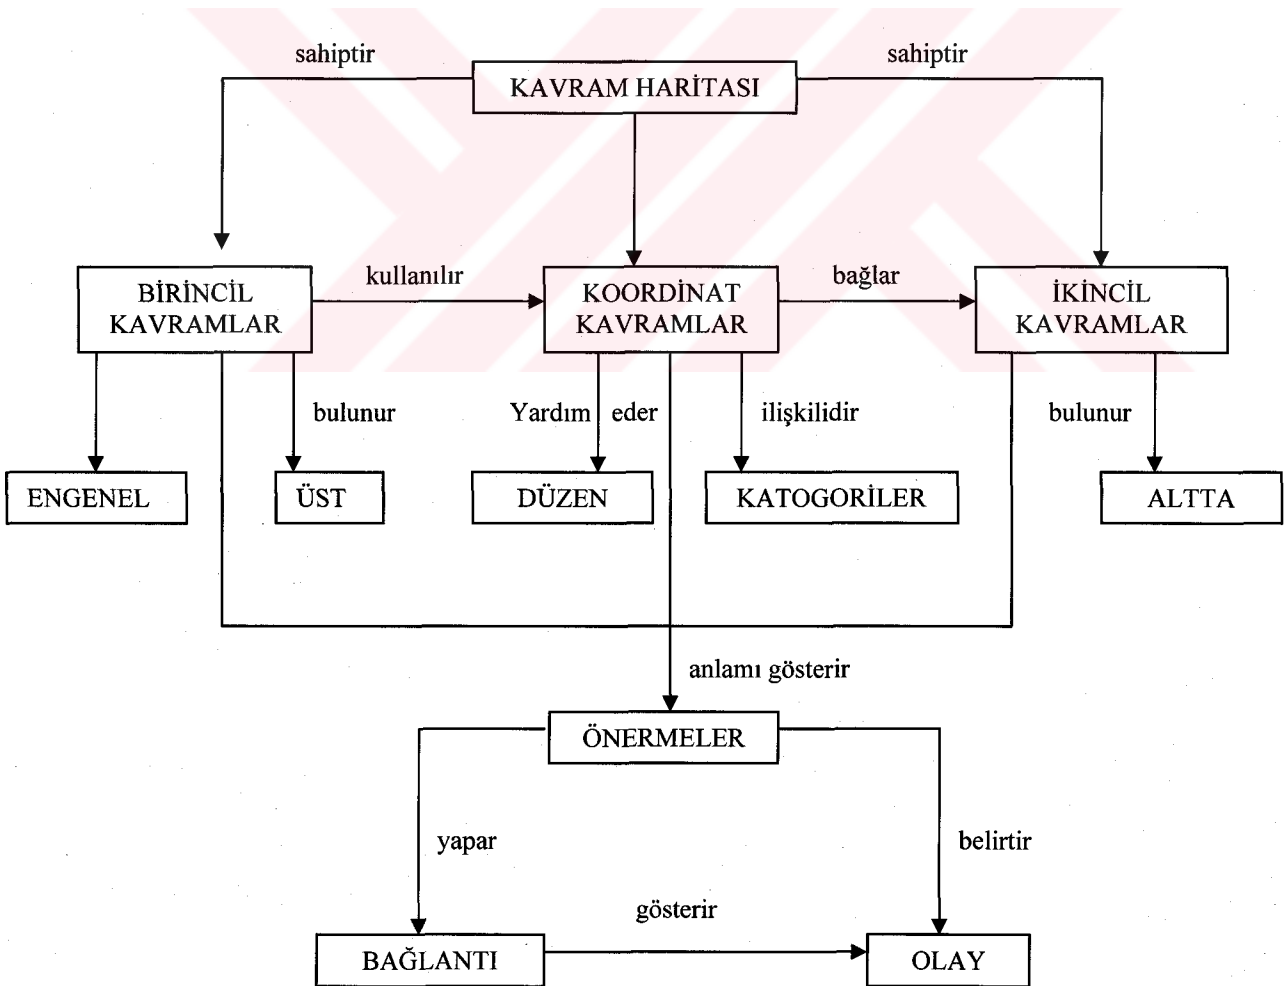 sahiptir
sahiptir
KAVRAM HARİTASI
BİRİNCİL
KAVRAMLAR
kullanılır
KOORDİNAT
KAVRAMLAR
bağlar
İKİNCİL
KAVRAMLAR
bulunur
Yardım eder
ilişkilidir
bulunur
ENGENEL
ÜST
DÜZEN
KATOGORİLER
ALTTA
anlamı gösterir
ÖNERMELER
yapar
belirtir
gösterir
BAĞLANTI
OLAY